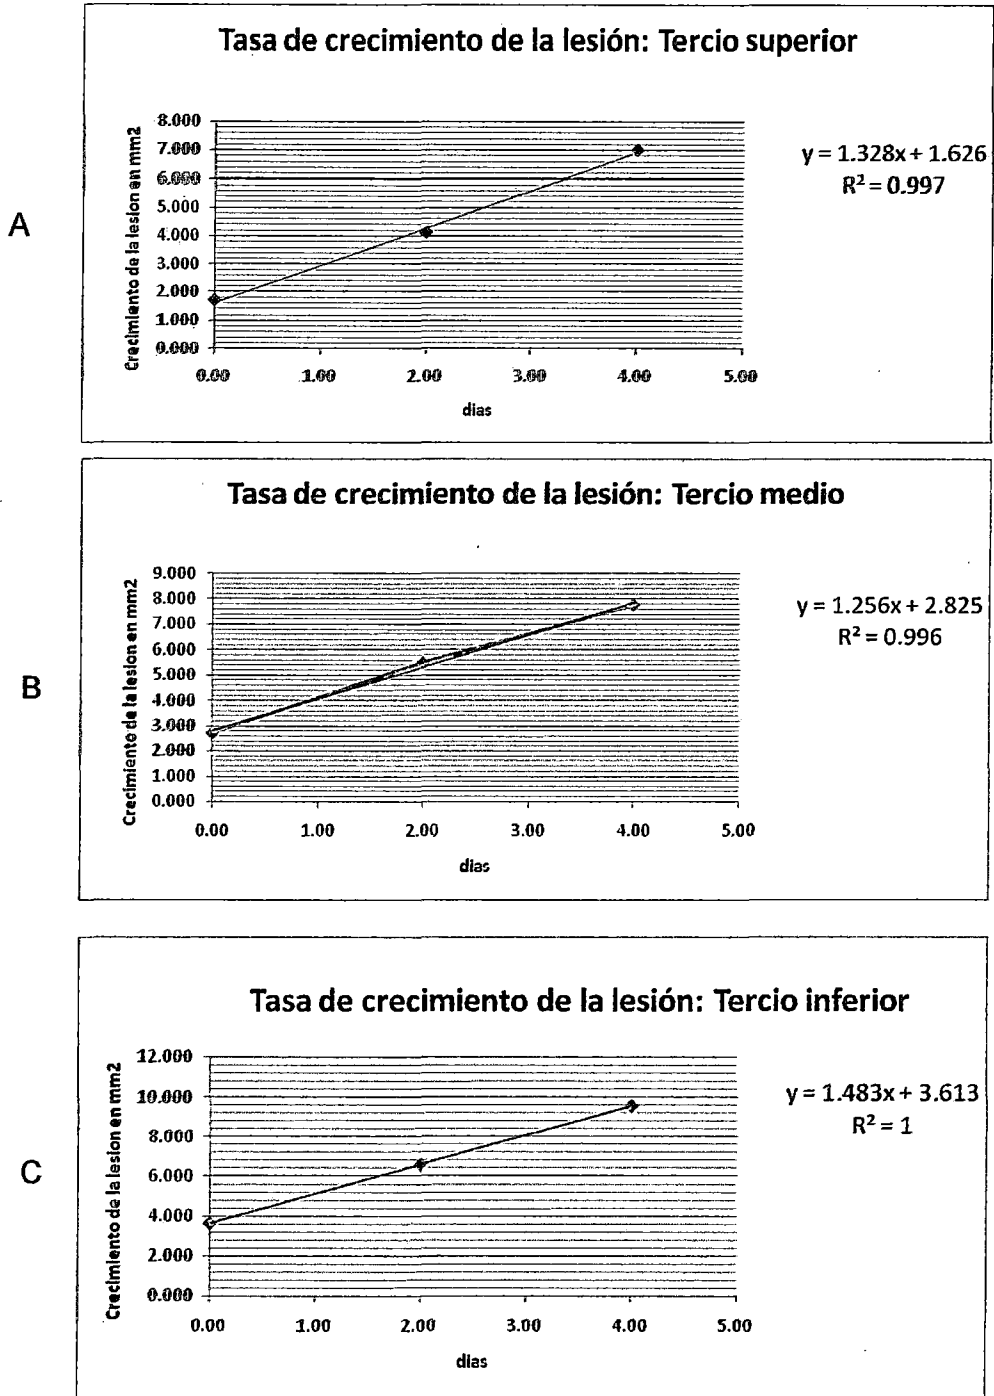 A
Tasa de crecimiento de la lesión: Tercio superior
Crecimiento de la lesion en mm2
8.000
7.000
6.000
5.000
4.000
3.000
2.000
1.000
0.000
0.00 1.00 2.00 3.00 4.00 5.00
dias
y = 1.328x + 1.626
R² = 0.997
B
Tasa de crecimiento de la lesión: Tercio medio
Crecimiento de la lesion en mm2
9.000
8.000
7.000
6.000
5.000
4.000
3.000
2.000
1.000
0.000
0.00 1.00 2.00 3.00 4.00 5.00
dias
y = 1.256x + 2.825
R² = 0.996
C
Tasa de crecimiento de la lesión: Tercio inferior
Crecimiento de la lesion en mm2
12.000
10.000
8.000
6.000
4.000
2.000
0.000
0.00 1.00 2.00 3.00 4.00 5.00
dias
y = 1.483x + 3.613
R² = 1